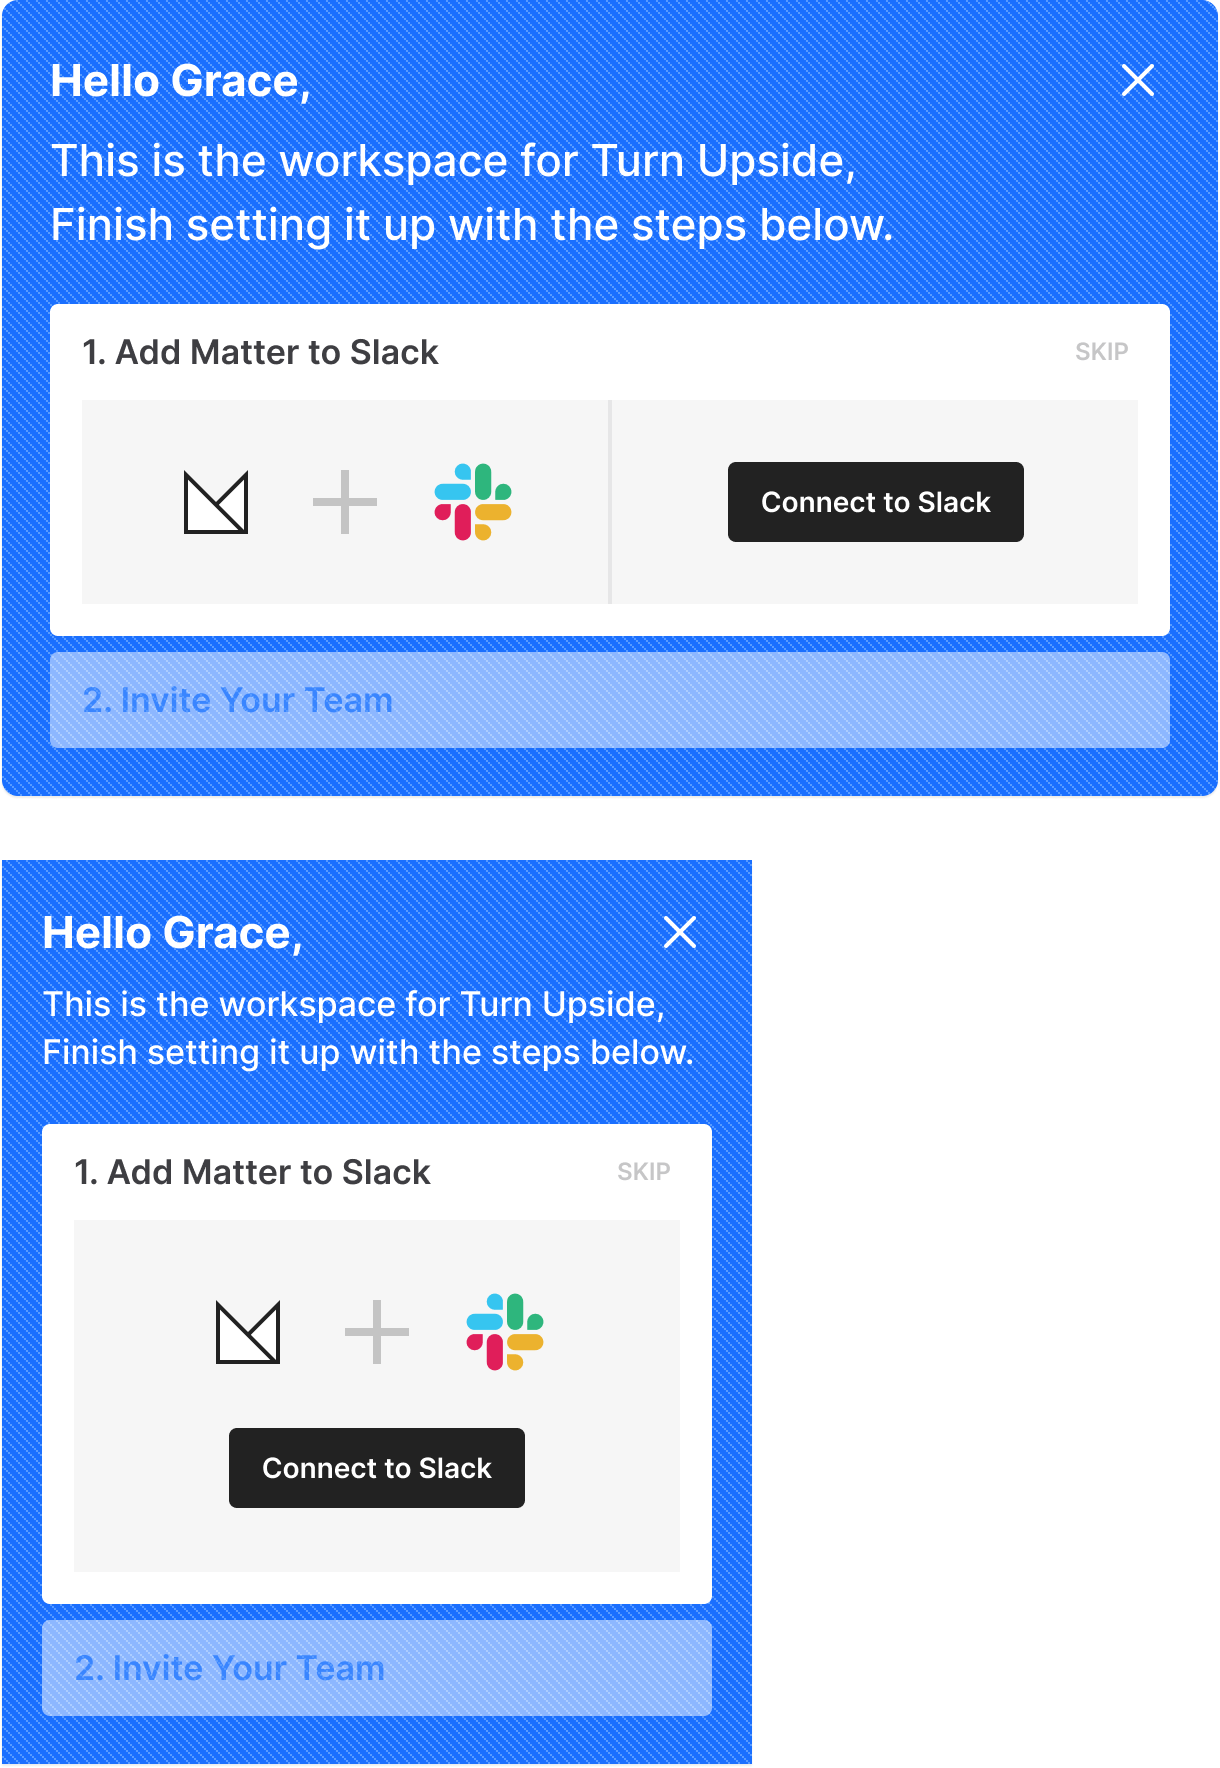 Hello Grace,
This is the workspace for Turn Upside,
Finish setting it up with the steps below.
1. Add Matter to Slack
SKIP
Connect to Slack
2. Invite Your Team
Hello Grace,
This is the workspace for Turn Upside,
Finish setting it up with the steps below.
1. Add Matter to Slack
SKIP
Connect to Slack
2. Invite Your Team